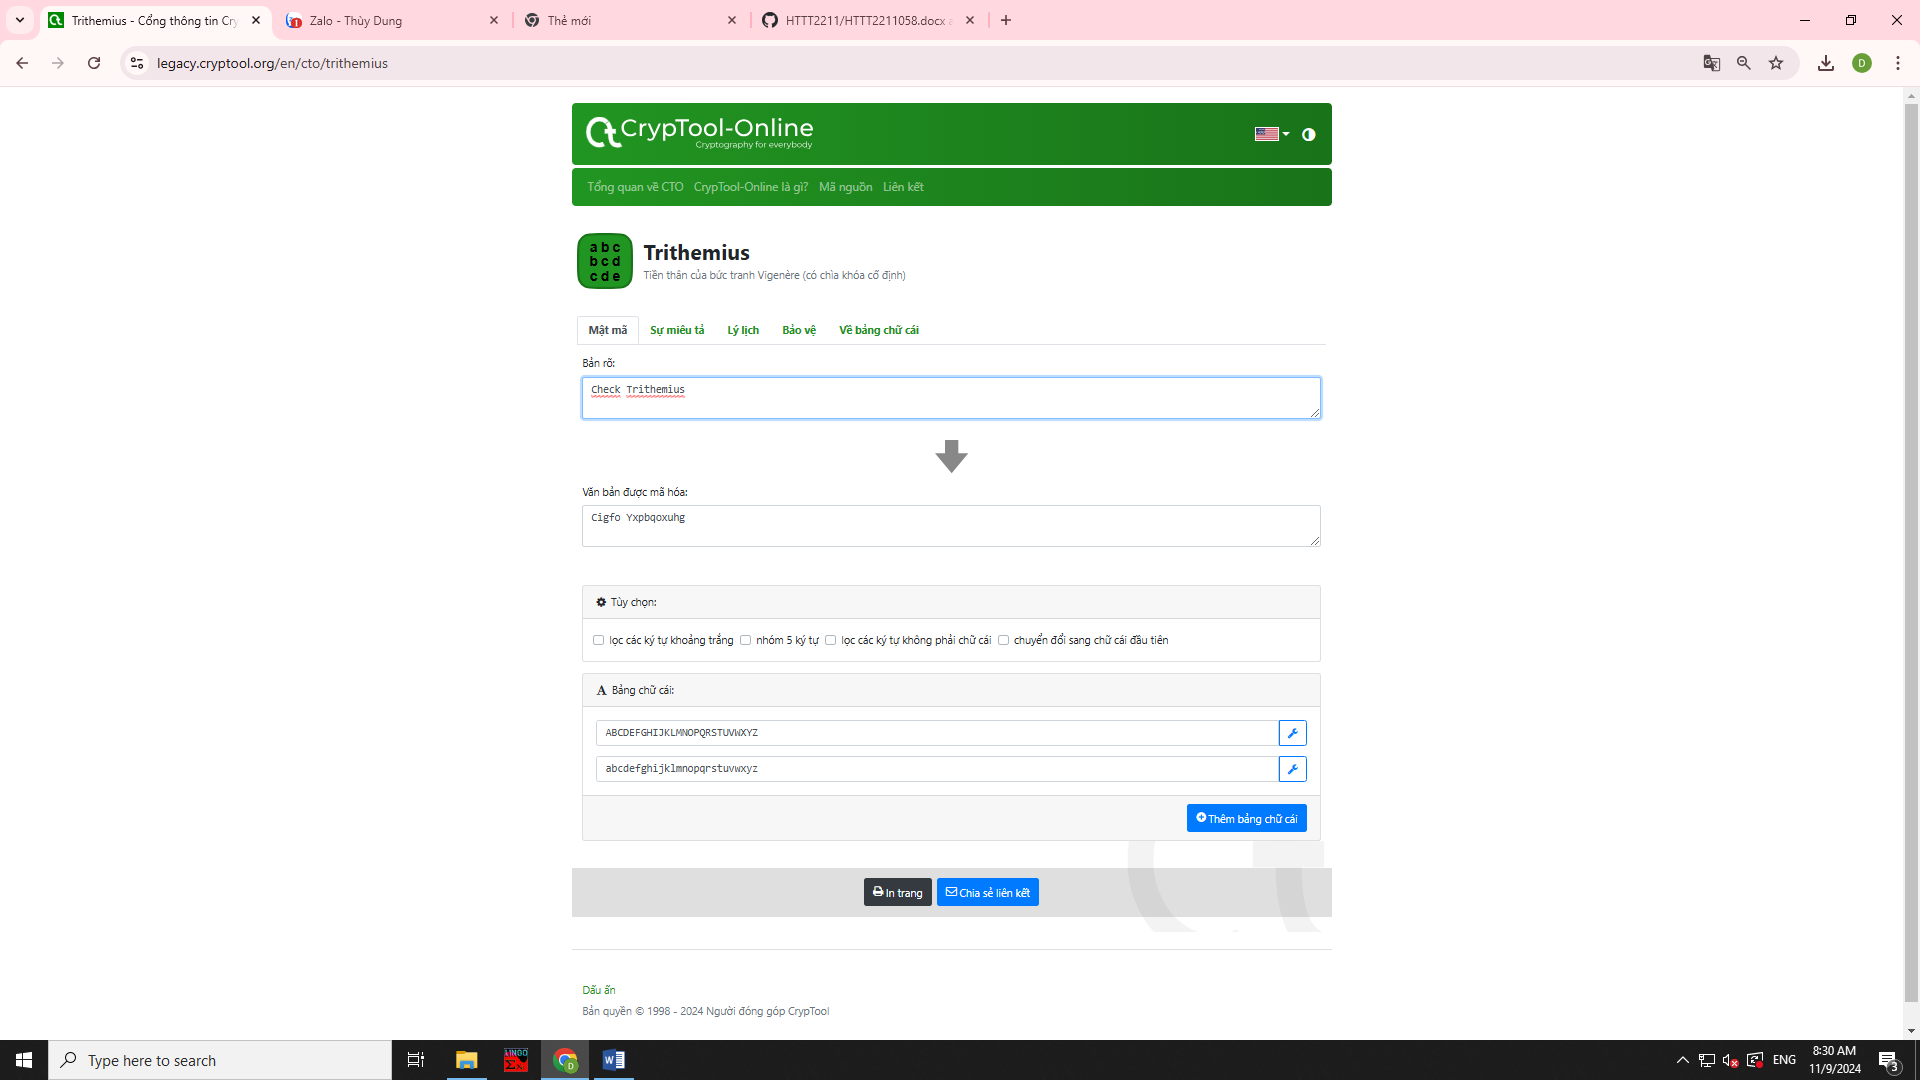 Trithemius - Cổng thông tin Cry
Zalo - Thùy Dung
Thẻ mới
HTTT2211/HTTT2211058.docx a
legacy.cryptool.org/en/cto/trithemius
D
CrypTool-Online
Cryptography for everybody
Tổng quan về CTO CrypTool-Online là gì? Mã nguồn Liên kết
a b c
b c d
c d e
Trithemius
Tiền thân của bức tranh Vigenère (có chìa khóa cố định)
Mật mã Sự miêu tả Lý lịch Bảo vệ Về bảng chữ cái
Bản rõ:
Check Trithemius
Văn bản được mã hóa:
Cigfo Yxpbqoxuhg
Tùy chọn:
lọc các ký tự khoảng trắng nhóm 5 ký tự lọc các ký tự không phải chữ cái chuyển đổi sang chữ cái đầu tiên
A Bảng chữ cái:
ABCDEFGHIJKLMNOPQRSTUVWXYZ
abcdefghijklmnopqrstuvwxyz
Thêm bảng chữ cái
In trang Chia sẻ liên kết
Dấu ấn
Bản quyền © 1998 - 2024 Người đóng góp CrypTool
Type here to search
LINGO
ENG
8:30 AM
11/9/2024
3